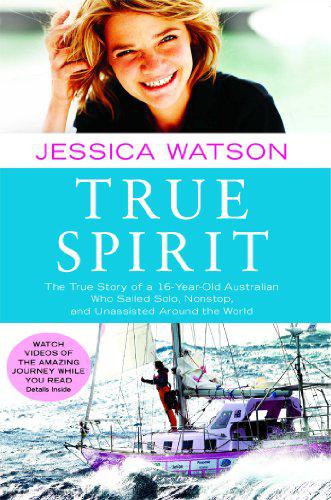 JESSICA WATSON
TRUE
SPIRIT
The True Story of a 16-Year-Old Australian
Who Sailed Solo, Nonstop,
and Unassisted Around the World
WATCH
VIDEOS OF
THE AMAZING
JOURNEY WHILE
YOU READ
Details Inside